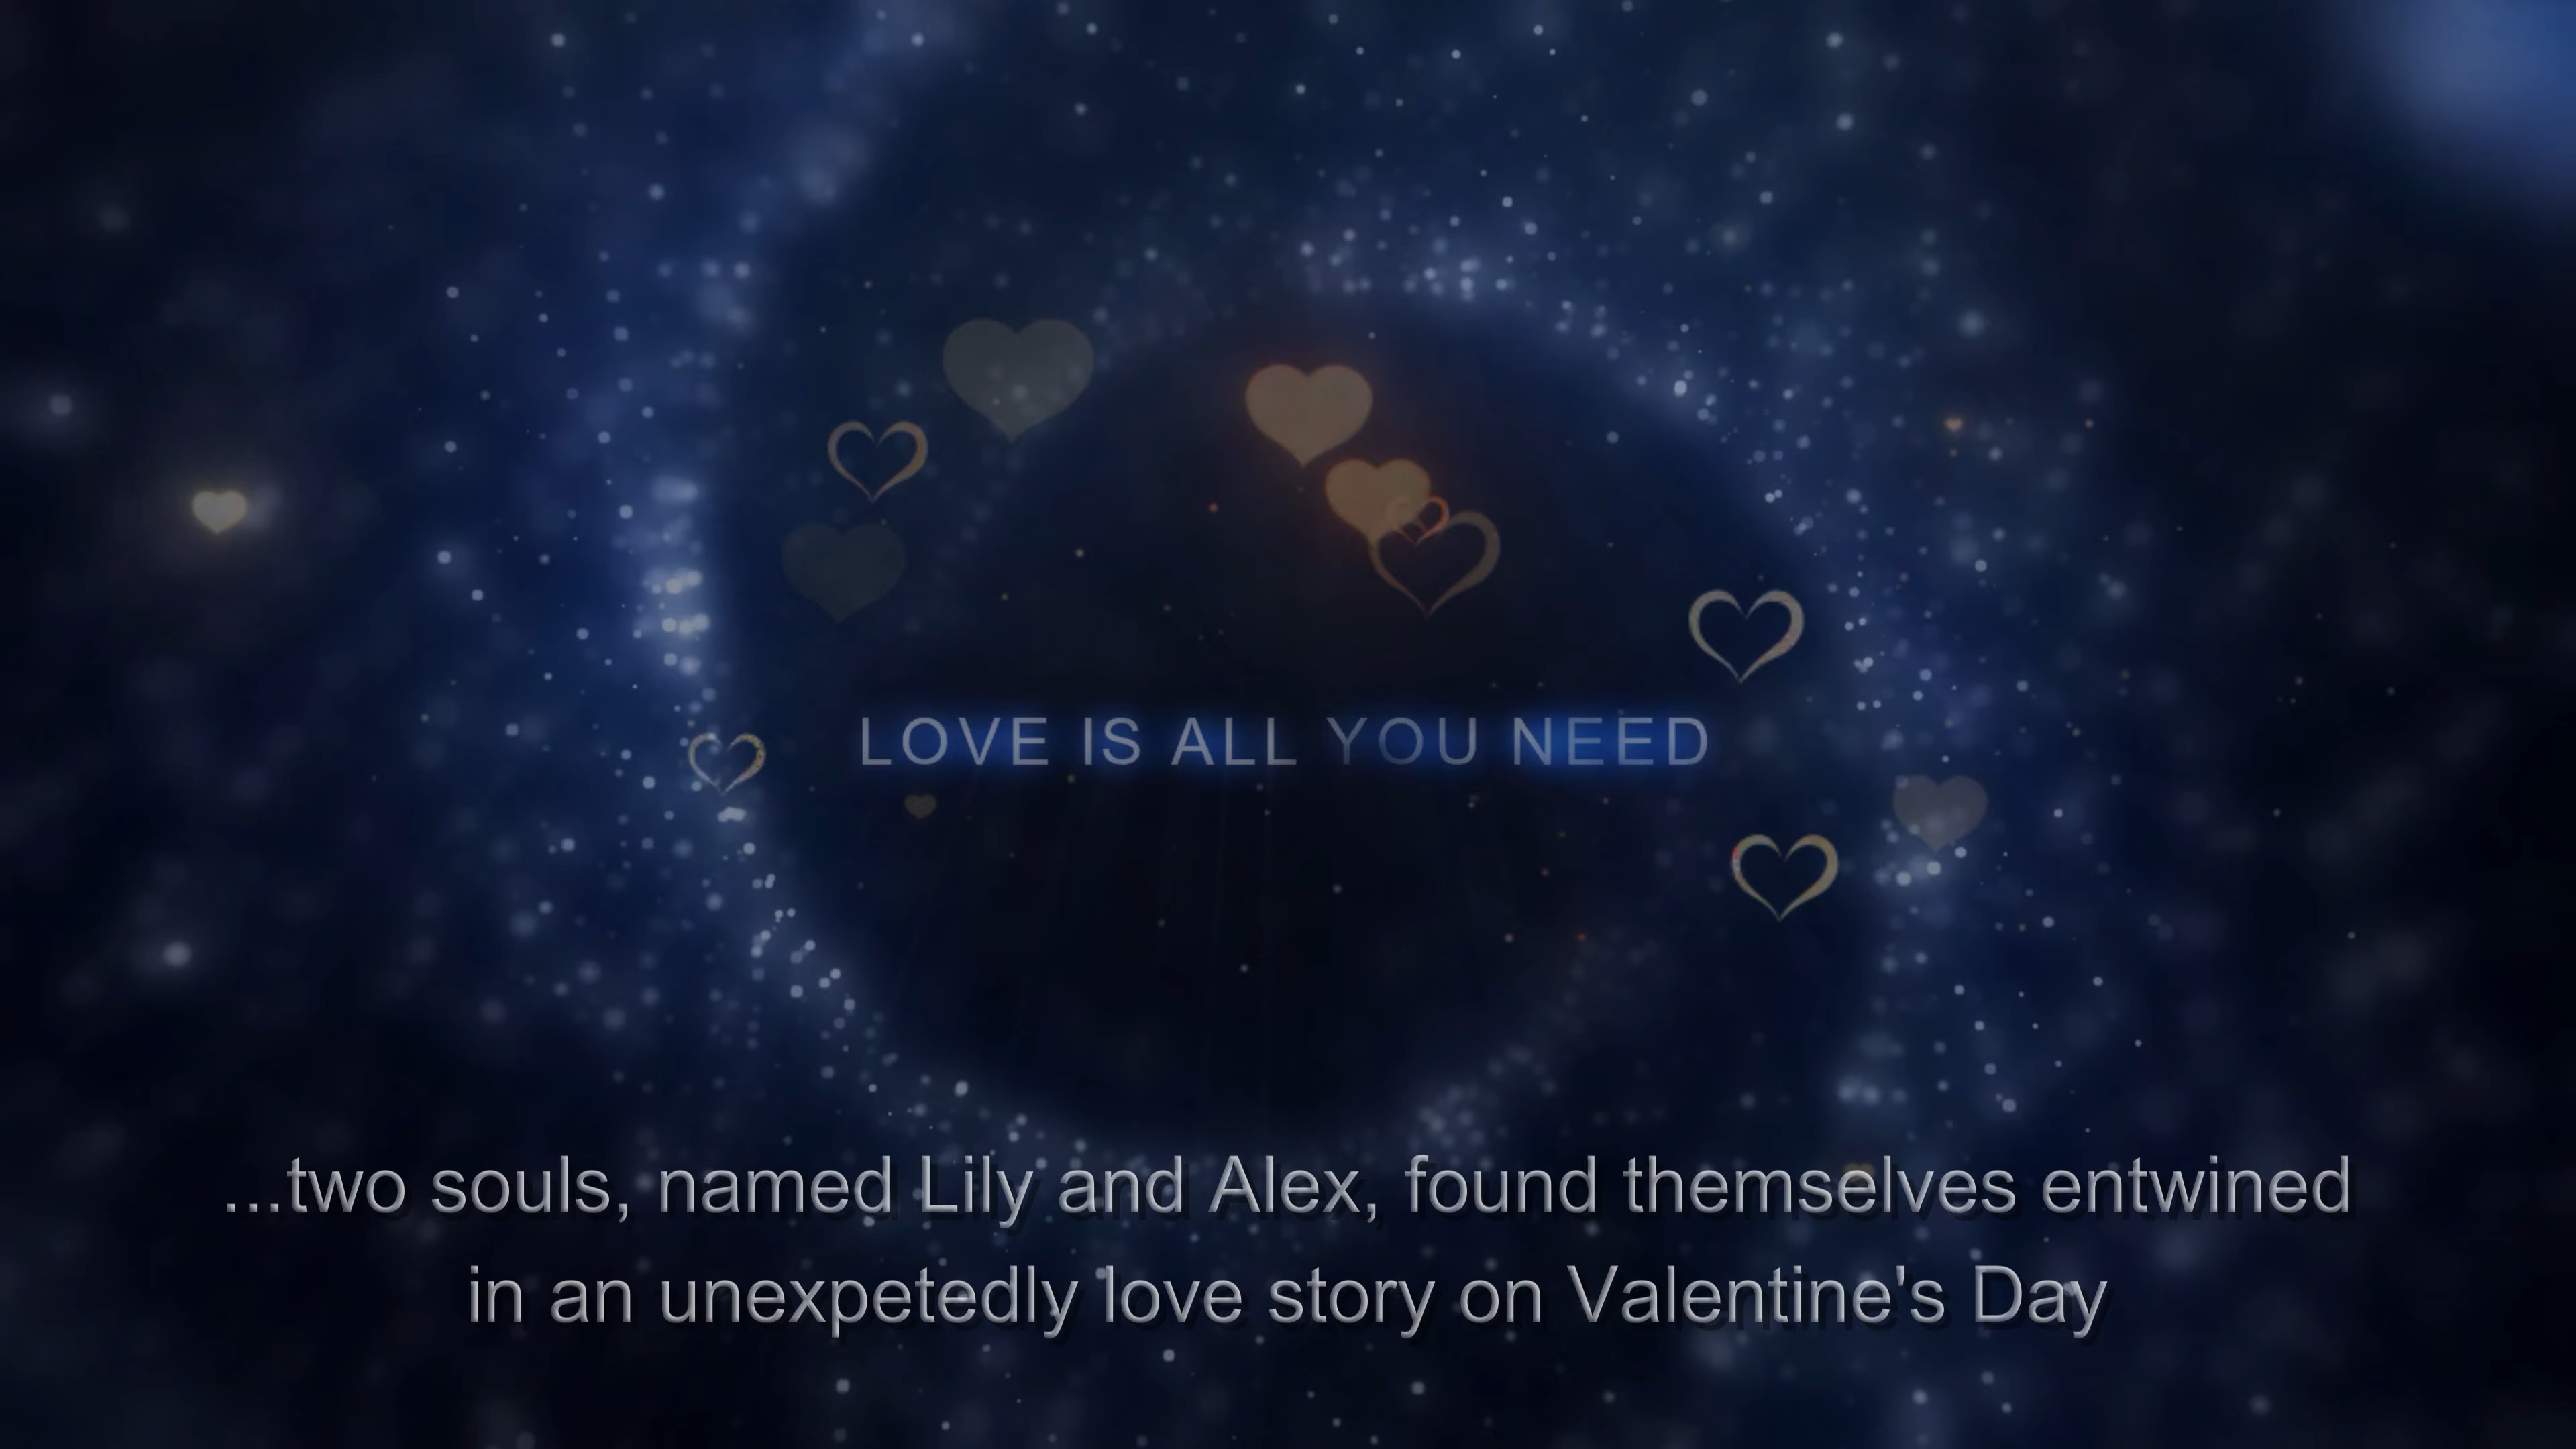 LOVE IS ALL YOU NEED
...two souls, named Lily and Alex, found themselves entwined
in an unexpetedly love story on Valentine's Day